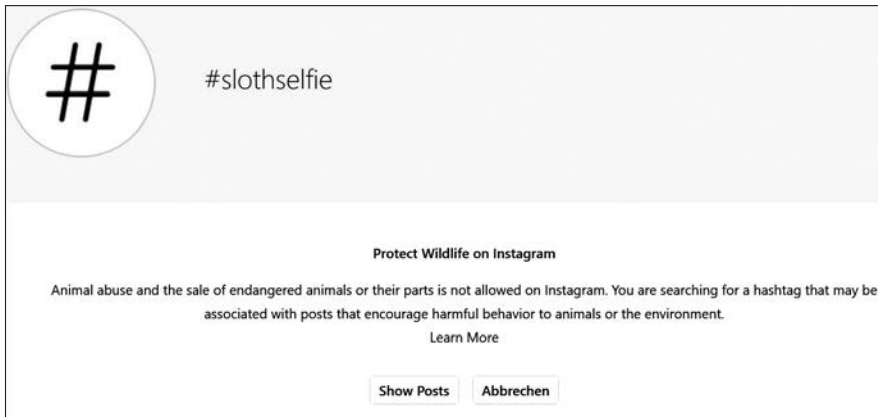 #
#slothselfie
Protect Wildlife on Instagram
Animal abuse and the sale of endangered animals or their parts is not allowed on Instagram. You are searching for a hashtag that may be
associated with posts that encourage harmful behavior to animals or the environment.
Learn More
Show Posts Abbrechen